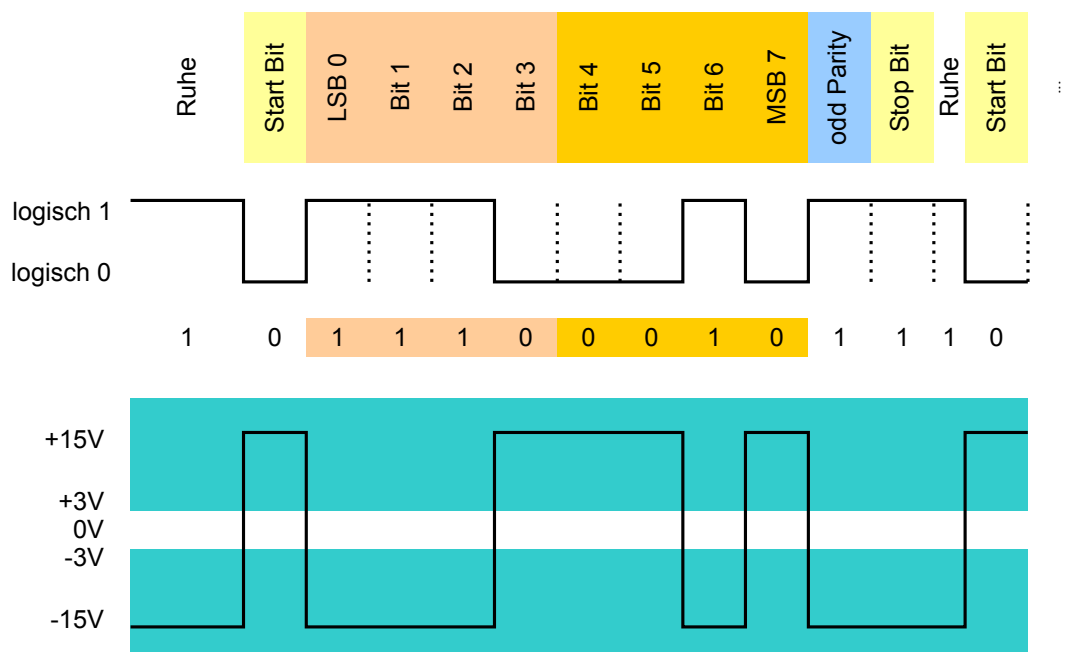 Ruhe
Start Bit
LSB 0
Bit 1
Bit 2
Bit 3
Bit 4
Bit 5
Bit 6
MSB 7
odd Parity
Stop Bit
Ruhe
Start Bit
...
logisch 1
logisch 0
1 0 1 1 1 0 0 0 1 0 1 1 1 0
+15V
+3V
0V
-3V
-15V